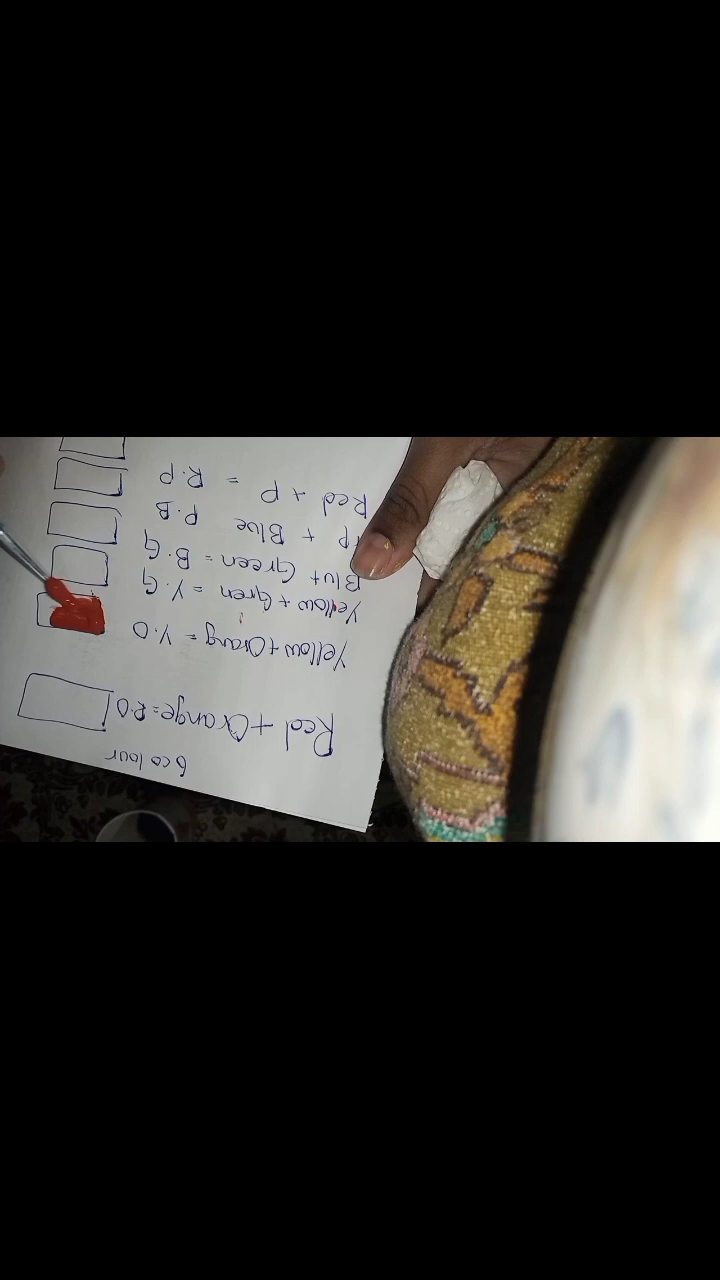 6 colour
Red + Orange = R.O
Yellow + Orang = Y.O
Yellow + Gren = Y.G
Blu + Green = B.G
P + Blue P.B
Red + P = R.P